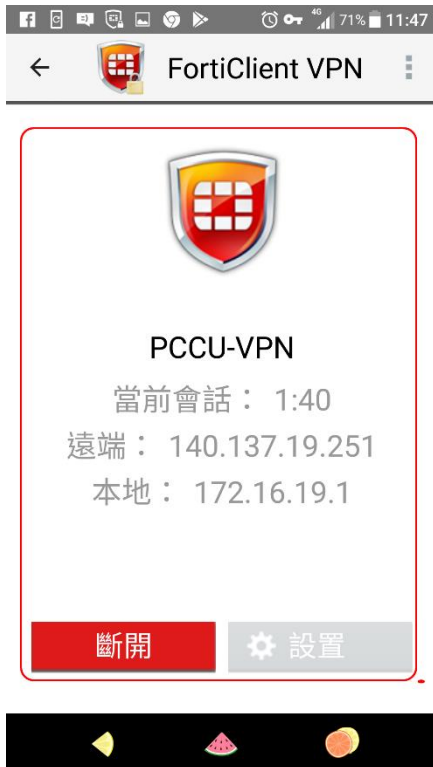 4G 71% 11:47
FortiClient VPN
PCCU-VPN
當前會話： 1:40
遠端： 140.137.19.251
本地： 172.16.19.1
斷開 設置